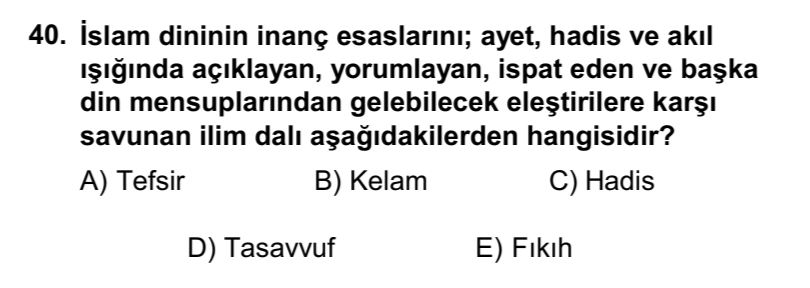 40. İslam dininin inanç esaslarını; ayet, hadis ve akıl
ışığında açıklayan, yorumlayan, ispat eden ve başka
din mensuplarından gelebilecek eleştirilere karşı
savunan ilim dalı aşağıdakilerden hangisidir?
A) Tefsir B) Kelam C) Hadis
D) Tasavvuf E) Fıkıh